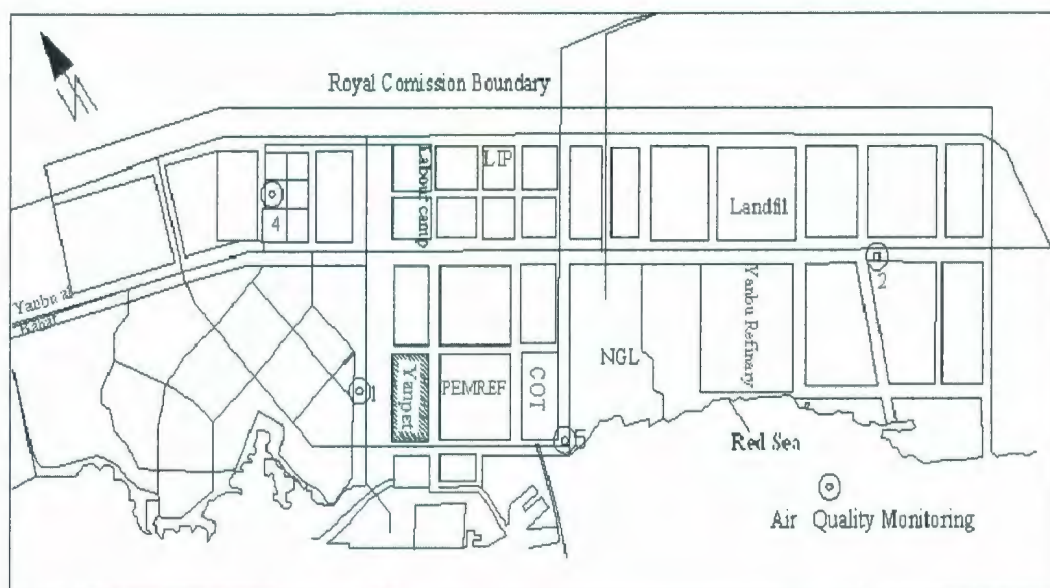 Royal Comission Boundary
Labour camp
LIP
4
Landfil
2
Yanbu al
Bahar
Yanpet
PEMREF
COT
NGL
Yanbu Refinary
1
5
Red Sea
Air Quality Monitoring